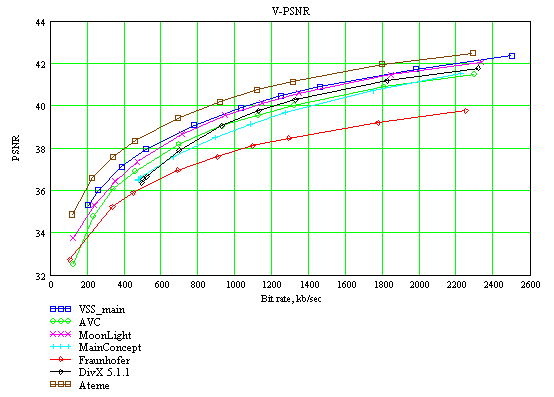 V-PSNR
44
42
40
38
36
34
32
PSNR
0 200 400 600 800 1000 1200 1400 1600 1800 2000 2200 2400 2600
Bit rate, kb/sec
VSS_main
AVC
MoonLight
MainConcept
Fraunhofer
DivX 5.1.1
Ateme